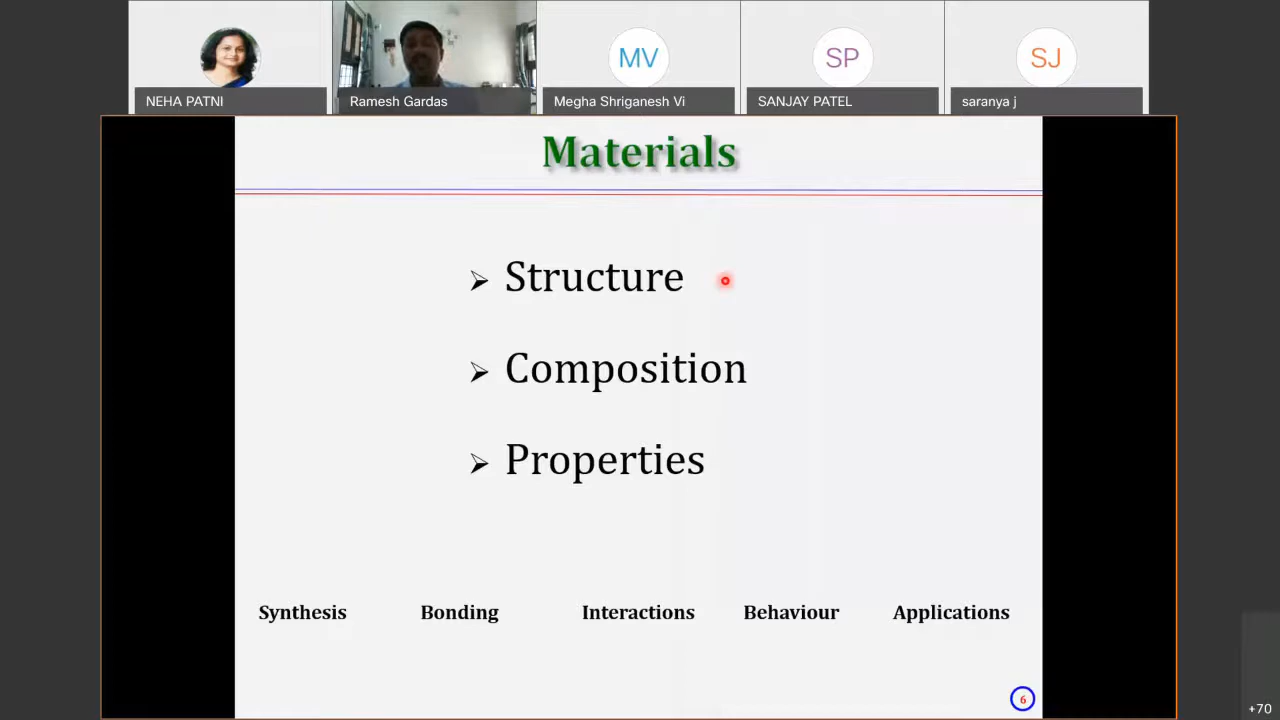 MV
SP
SJ
NEHA PATNI
Ramesh Gardas
Megha Shriganesh Vi
SANJAY PATEL
saranya j
Materials
➢ Structure
➢ Composition
➢ Properties
Synthesis Bonding Interactions Behaviour Applications
6
+70